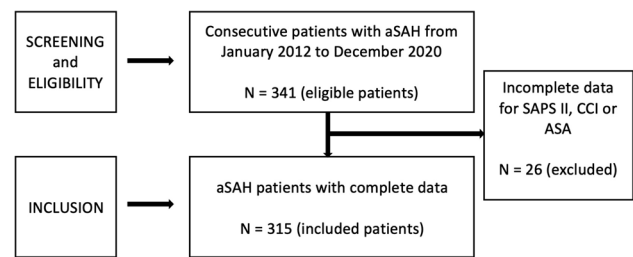 SCREENING
and
ELIGIBILITY
Consecutive patients with aSAH from
January 2012 to December 2020
N = 341 (eligible patients)
Incomplete data
for SAPS II, CCI or
ASA
N = 26 (excluded)
INCLUSION
aSAH patients with complete data
N = 315 (included patients)